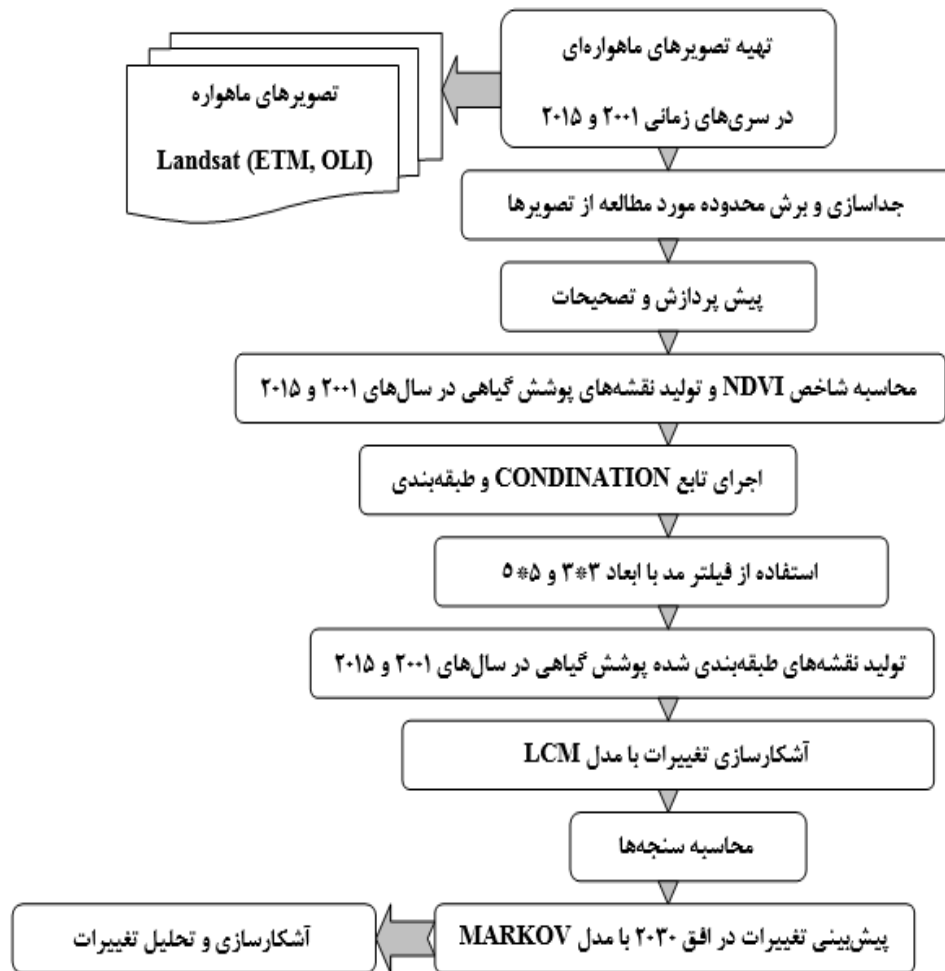 تهیه تصویرهای ماهواره‌ای
در سری‌های زمانی ۲۰۰۱ و ۲۰۱۵
تصویرهای ماهواره
Landsat (ETM, OLI)
جداسازی و برش محدوده مورد مطالعه از تصویرها
پیش پردازش و تصحیحات
محاسبه شاخص NDVI و تولید نقشه‌های پوشش گیاهی در سال‌های ۲۰۰۱ و ۲۰۱۵
اجرای تابع CONDINATION و طبقه‌بندی
استفاده از فیلتر مد با ابعاد ۳*۳ و ۵*۵
تولید نقشه‌های طبقه‌بندی شده پوشش گیاهی در سال‌های ۲۰۰۱ و ۲۰۱۵
آشکارسازی تغییرات با مدل LCM
محاسبه سنجه‌ها
پیش‌بینی تغییرات در افق ۲۰۳۰ با مدل MARKOV
آشکارسازی و تحلیل تغییرات